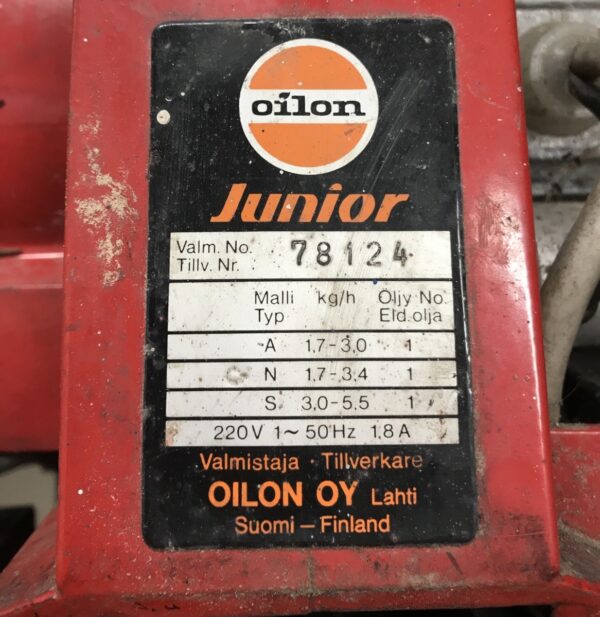 oilon
Junior
Valm. No.
Tillv. Nr. 78124
Malli kg/h Öljy No
Typ Eld.olja
A 1,7-3,0 1
N 1,7-3,4 1
S 3,0-5,5 1
220V 1~50Hz 1,8A
Valmistaja · Tillverkare
OILON OY Lahti
Suomi – Finland